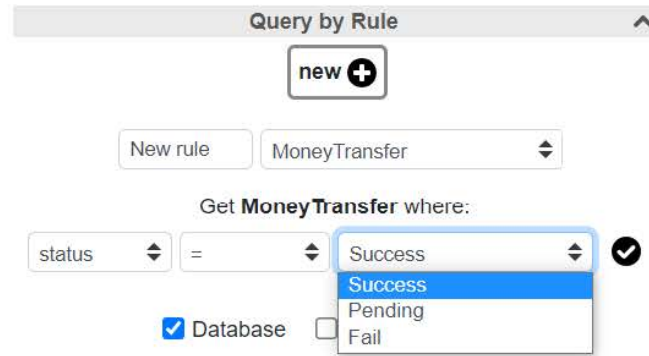 Query by Rule
new
New rule MoneyTransfer
Get MoneyTransfer where:
status = Success
Success
Pending
Database
Fail